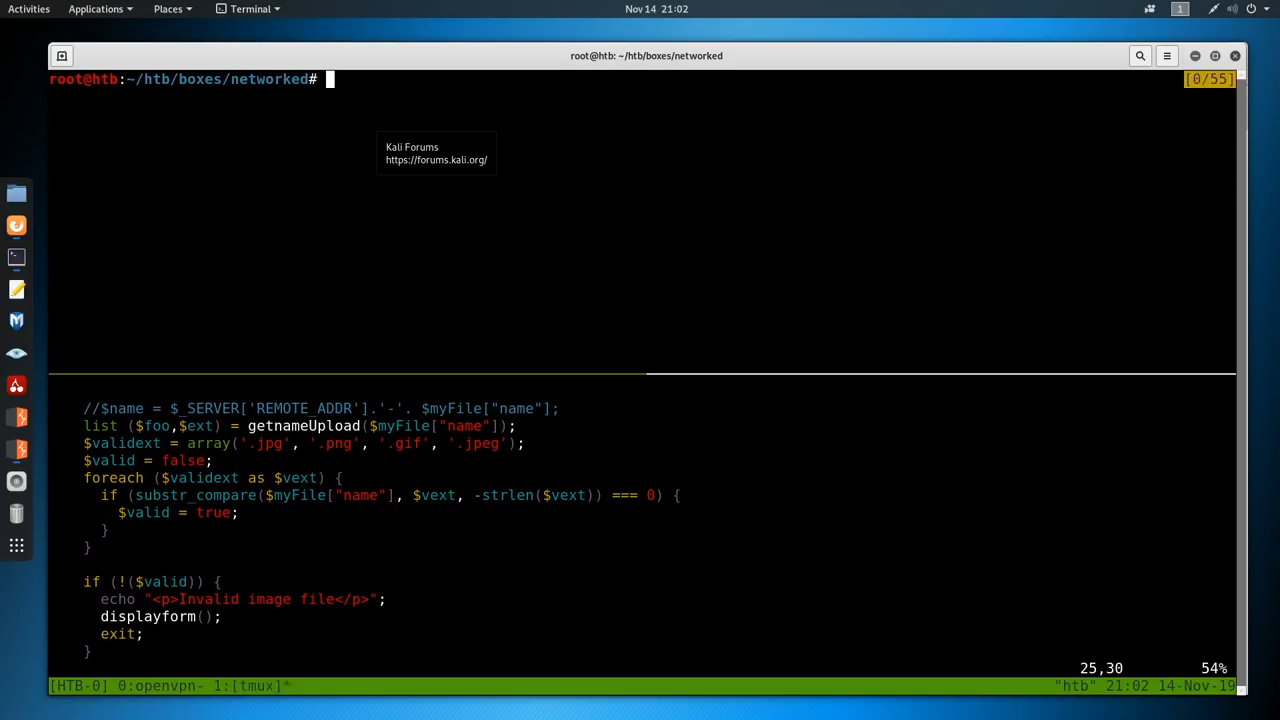 Activities Applications Places Terminal Nov 14 21:02 1
root@htb: ~/htb/boxes/networked
root@htb:~/htb/boxes/networked# [0/55]
Kali Forums
https://forums.kali.org/
//$name = $_SERVER['REMOTE_ADDR'].'-'. $myFile["name"];
list ($foo,$ext) = getnameUpload($myFile["name"]);
$validext = array('.jpg', '.png', '.gif', '.jpeg');
$valid = false;
foreach ($validext as $vext) {
if (substr_compare($myFile["name"], $vext, -strlen($vext)) === 0) {
$valid = true;
}
}
if (!($valid)) {
echo "<p>Invalid image file</p>";
displayform();
exit;
}
25,30 54%
[HTB-0] 0:openvpn- 1:[tmux]* "htb" 21:02 14-Nov-19